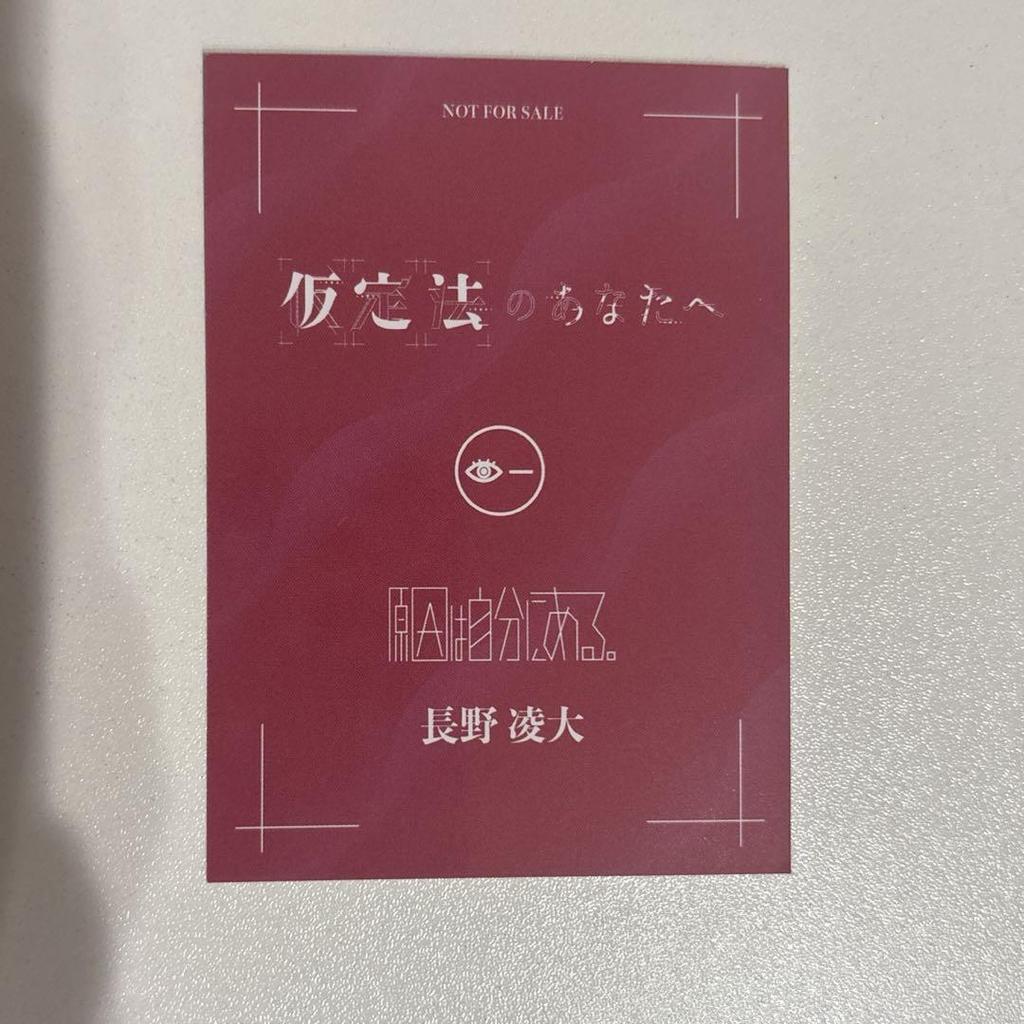 NOT FOR SALE
仮定法のあなたへ
原因は自分にある。
長野 凌大